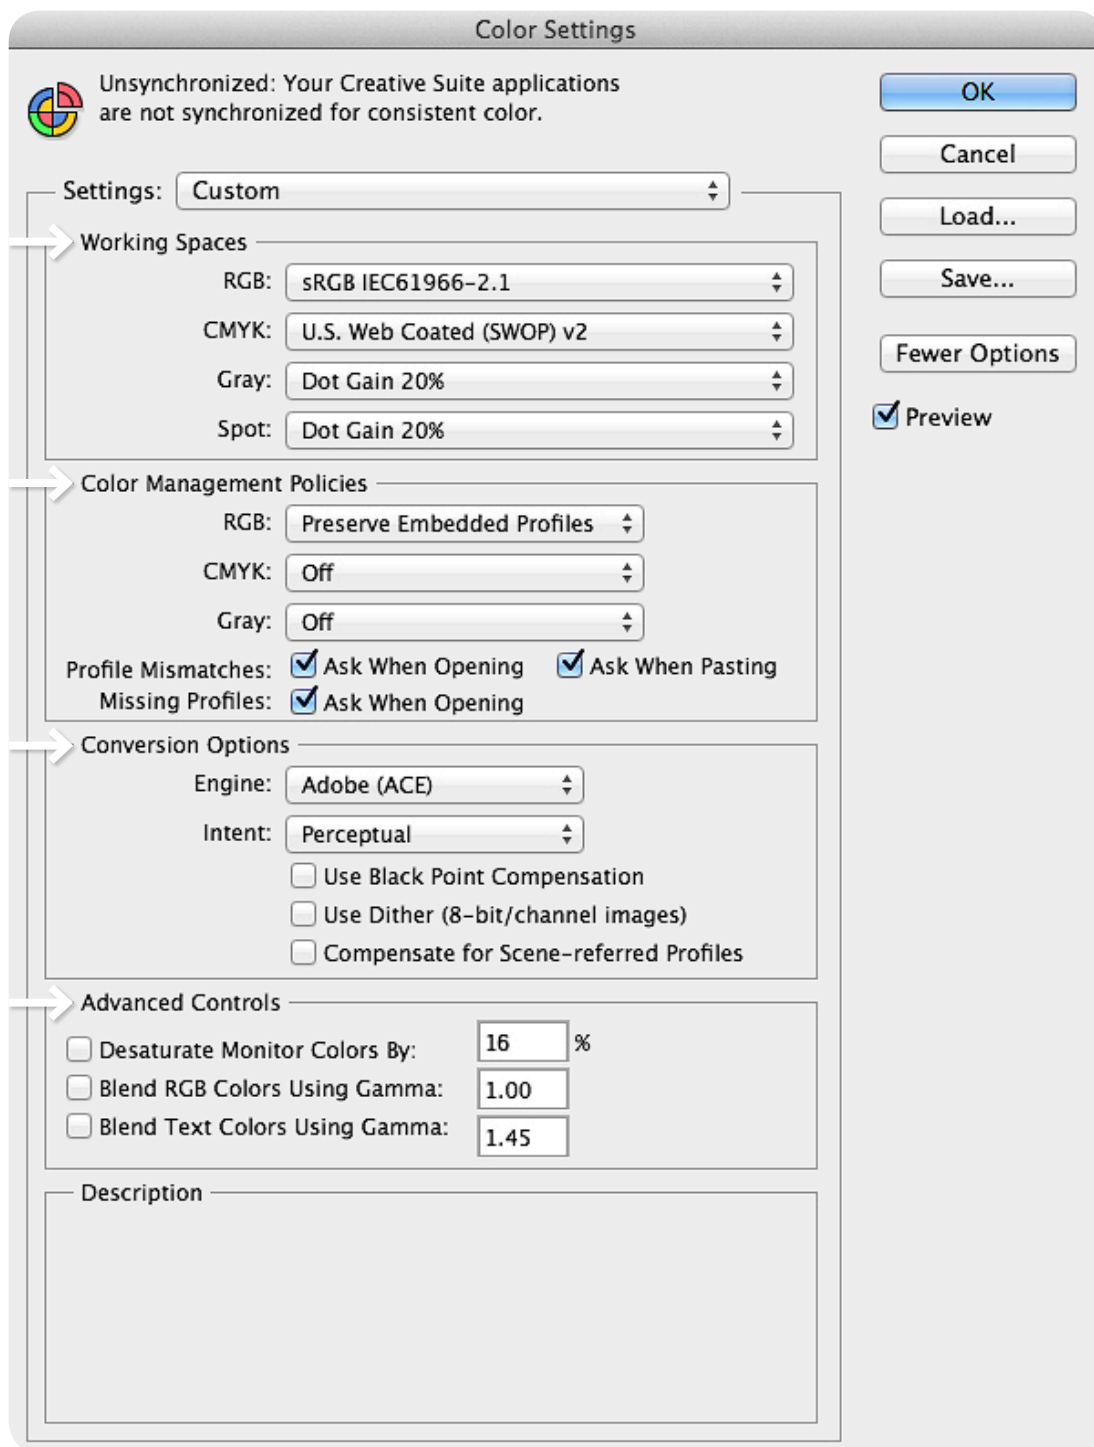 Color Settings
Unsynchronized: Your Creative Suite applications
are not synchronized for consistent color.
OK
Cancel
Load...
Save...
Fewer Options
Preview
Settings: Custom
Working Spaces
RGB: sRGB IEC61966-2.1
CMYK: U.S. Web Coated (SWOP) v2
Gray: Dot Gain 20%
Spot: Dot Gain 20%
Color Management Policies
RGB: Preserve Embedded Profiles
CMYK: Off
Gray: Off
Profile Mismatches: Ask When Opening Ask When Pasting
Missing Profiles: Ask When Opening
Conversion Options
Engine: Adobe (ACE)
Intent: Perceptual
Use Black Point Compensation
Use Dither (8-bit/channel images)
Compensate for Scene-referred Profiles
Advanced Controls
Desaturate Monitor Colors By: 16 %
Blend RGB Colors Using Gamma: 1.00
Blend Text Colors Using Gamma: 1.45
Description